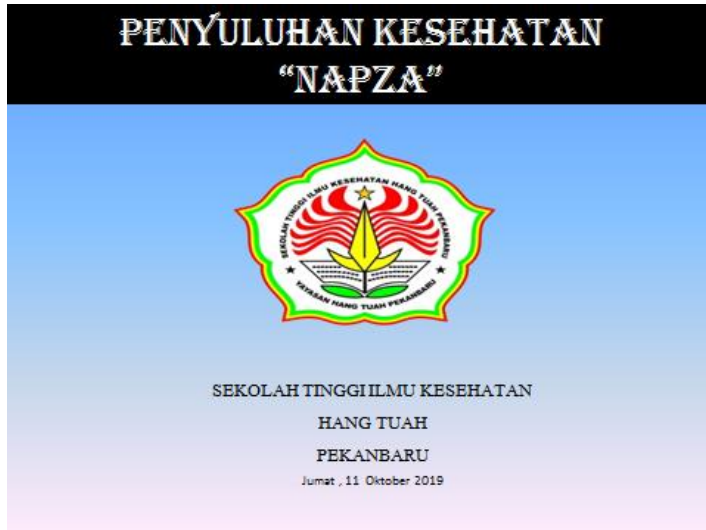 PENYULUHAN KESEHATAN
“NAPZA”
SEKOLAH TINGGI ILMU KESEHATAN HANG TUAH PEKANBARU
YAYASAN HANG TUAH PEKANBARU
SEKOLAH TINGGI ILMU KESEHATAN
HANG TUAH
PEKANBARU
Jumat , 11 Oktober 2019